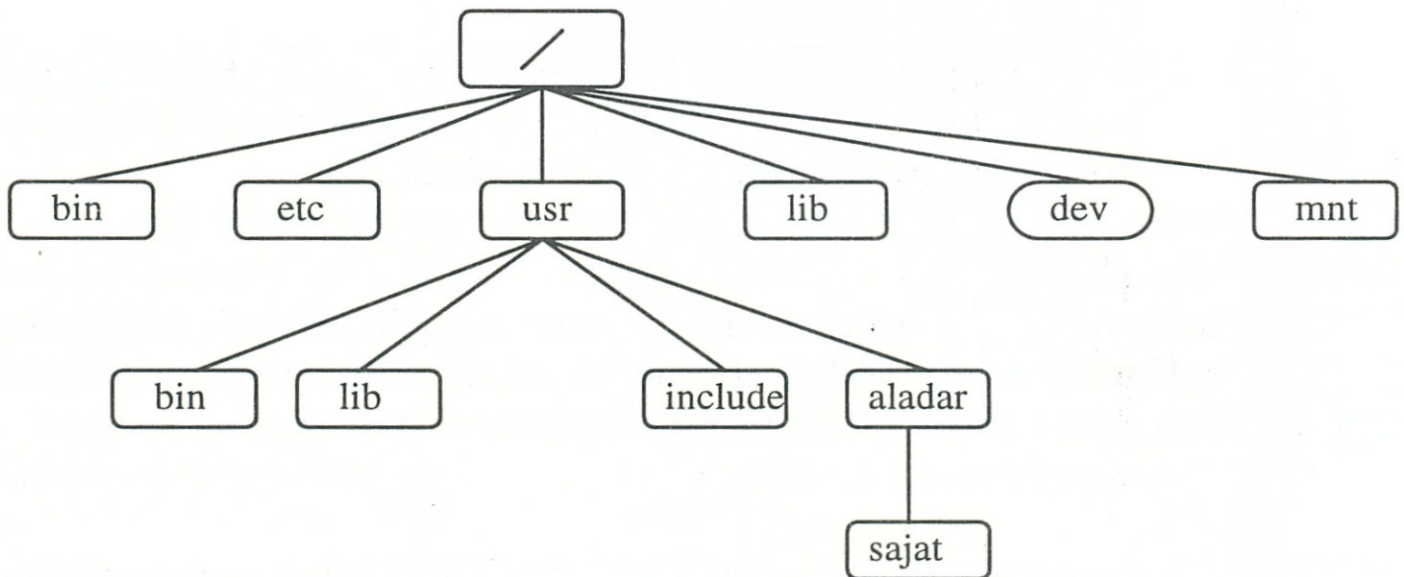 /
bin etc usr lib dev mnt
bin lib include aladar
sajat